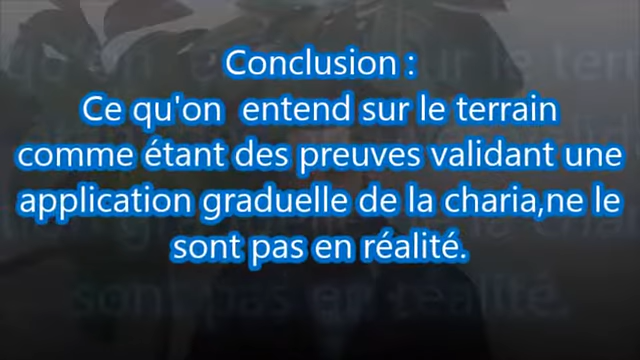 Conclusion :
Ce qu'on entend sur le terrain
comme étant des preuves validant une
application graduelle de la charia,ne le
sont pas en réalité.